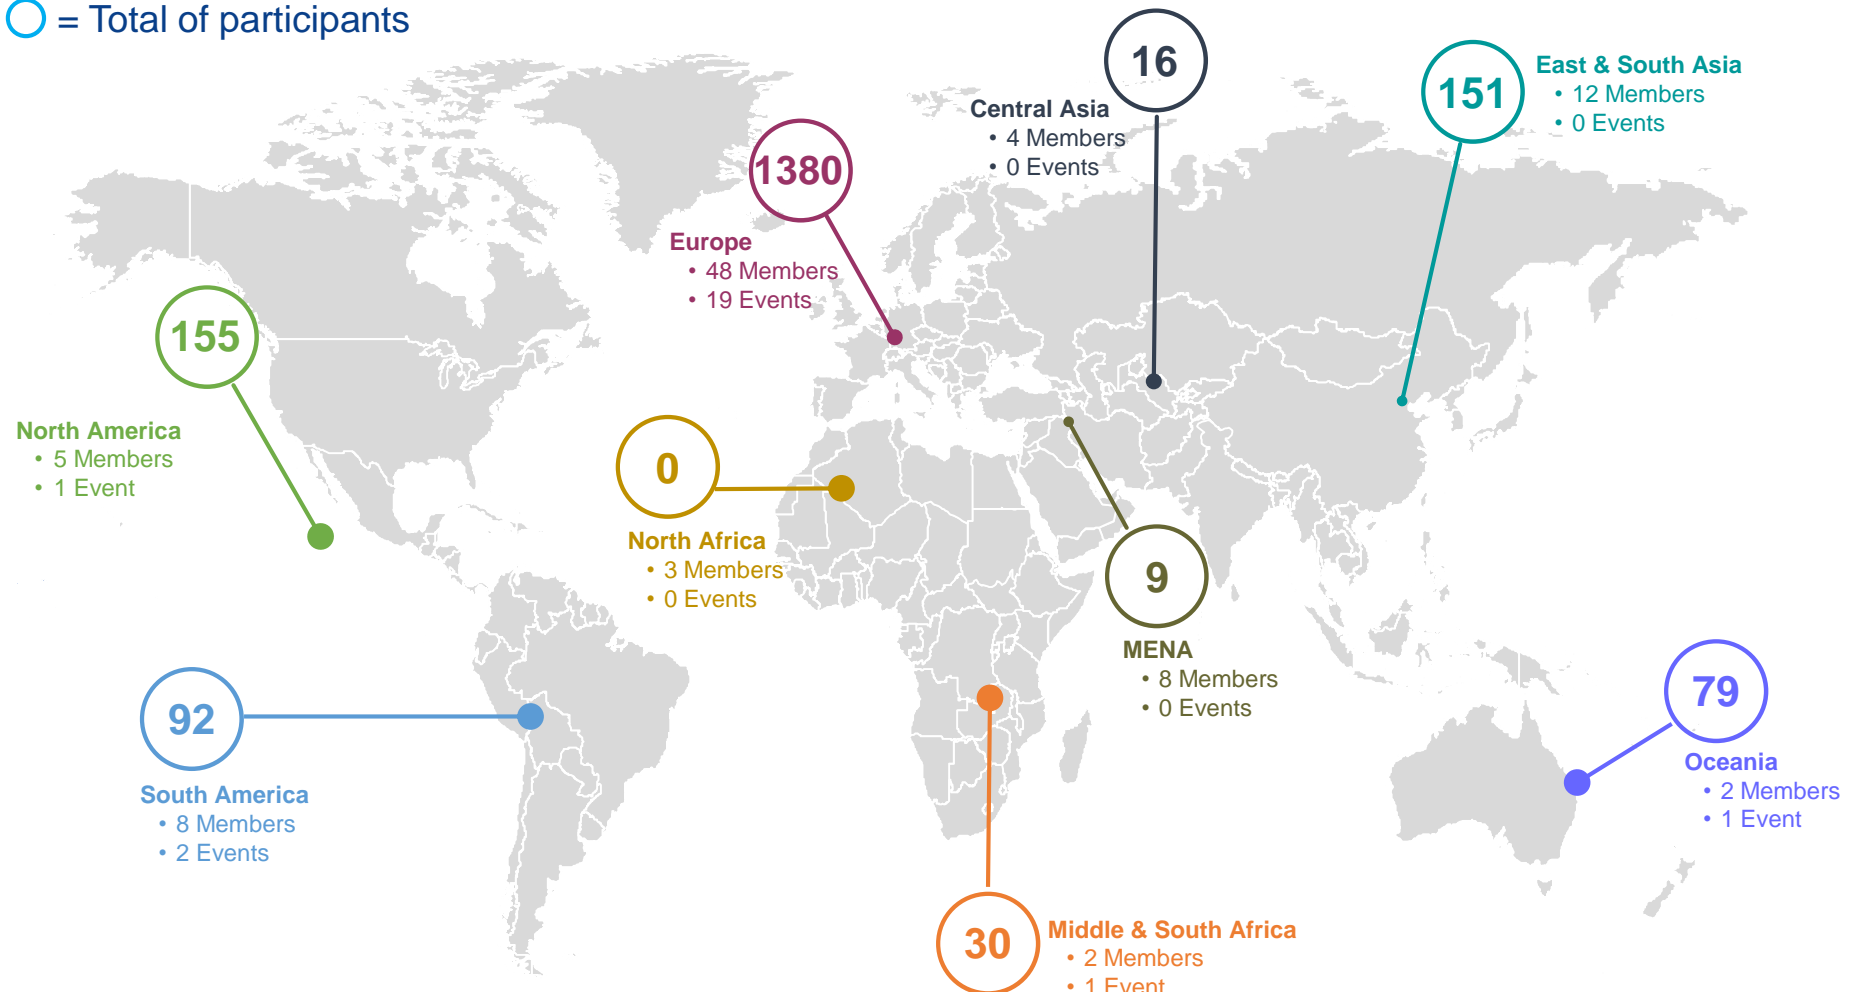 = Total of participants
16
Central Asia
• 4 Members
• 0 Events
151
East & South Asia
• 12 Members
• 0 Events
1380
Europe
• 48 Members
• 19 Events
155
North America
• 5 Members
• 1 Event
0
North Africa
• 3 Members
• 0 Events
9
MENA
• 8 Members
• 0 Events
92
South America
• 8 Members
• 2 Events
79
Oceania
• 2 Members
• 1 Event
30
Middle & South Africa
• 2 Members
• 1 Event